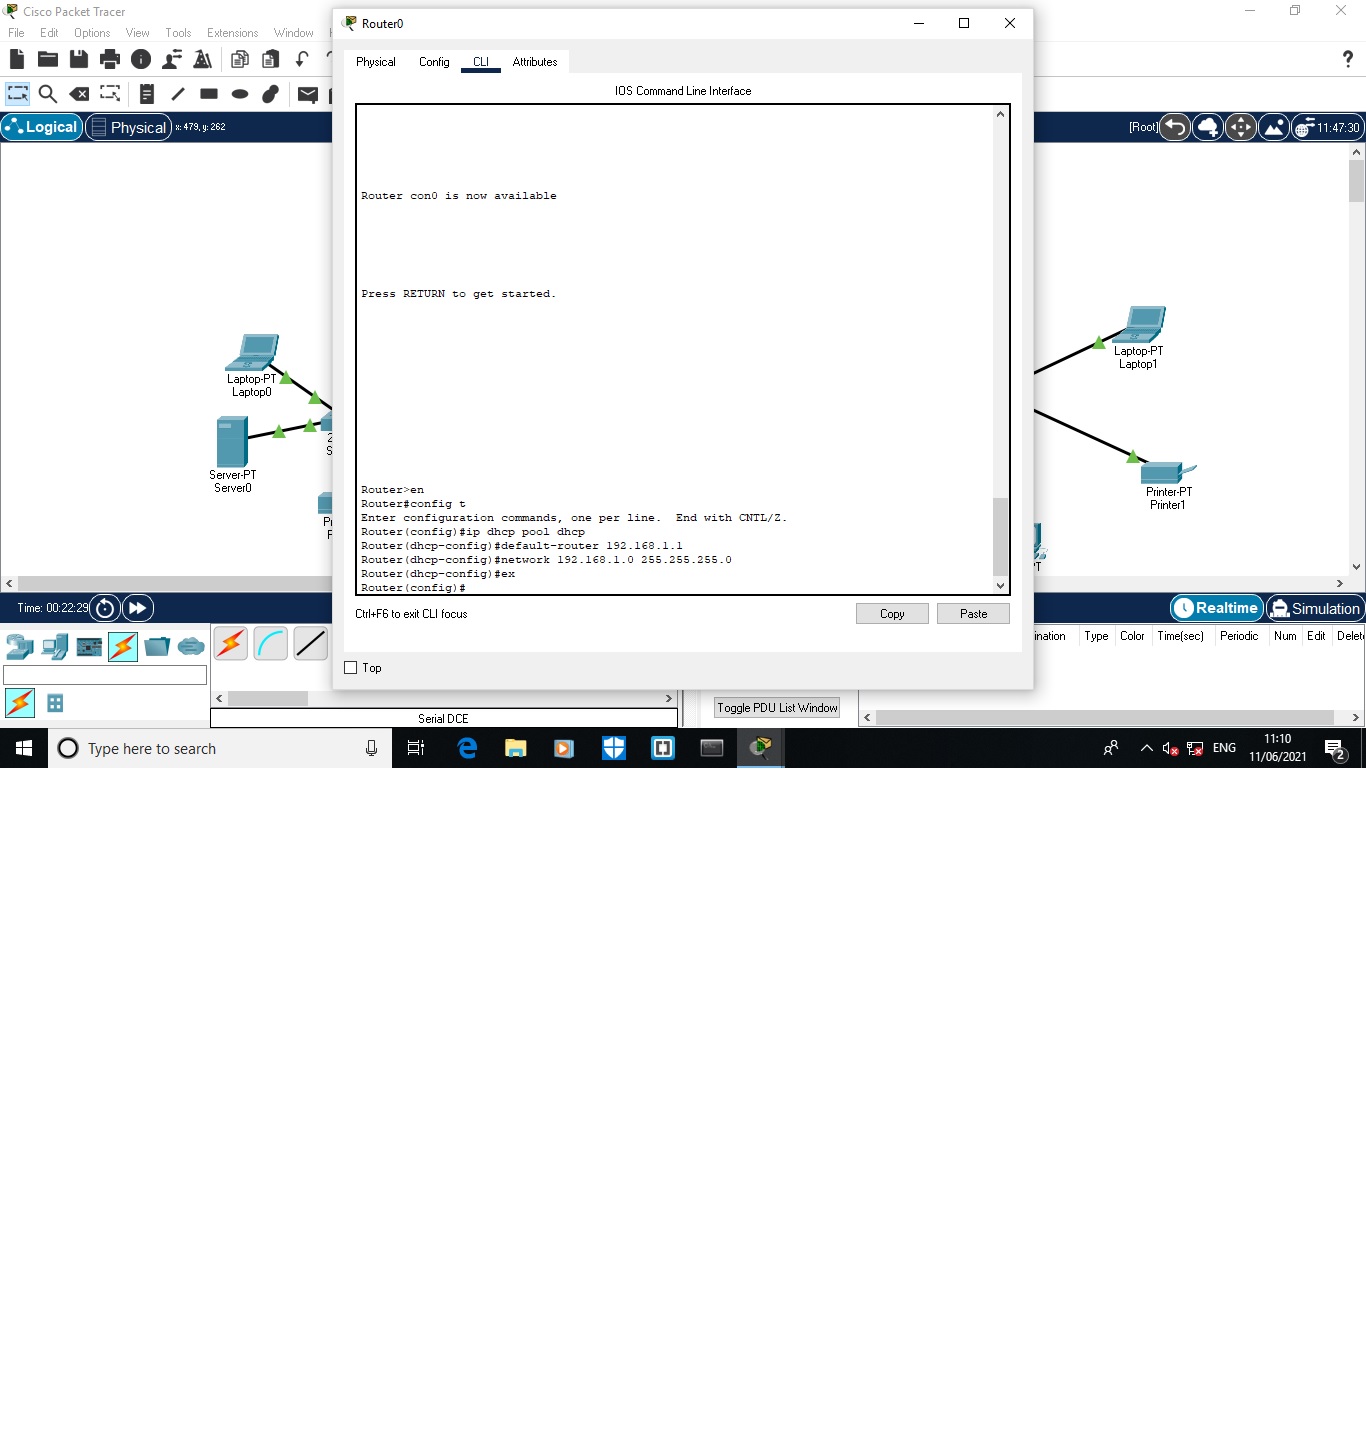 Cisco Packet Tracer
File Edit Options View Tools Extensions Window
Router0
Physical Config CLI Attributes
IOS Command Line Interface
Logical Physical x: 479, y: 262
[Root] 11:47:30
Router con0 is now available
Press RETURN to get started.
Router>en
Router#config t
Enter configuration commands, one per line.  End with CNTL/Z.
Router(config)#ip dhcp pool dhcp
Router(dhcp-config)#default-router 192.168.1.1
Router(dhcp-config)#network 192.168.1.0 255.255.255.0
Router(dhcp-config)#ex
Router(config)#
Ctrl+F6 to exit CLI focus
Copy Paste
Top
Laptop-PT
Laptop0
Server-PT
Server0
Laptop-PT
Laptop1
Printer-PT
Printer1
Time: 00:22:29
Realtime Simulation
Type Color Time(sec) Periodic Num Edit
Serial DCE
Toggle PDU List Window
Type here to search
ENG
11:10
11/06/2021
2